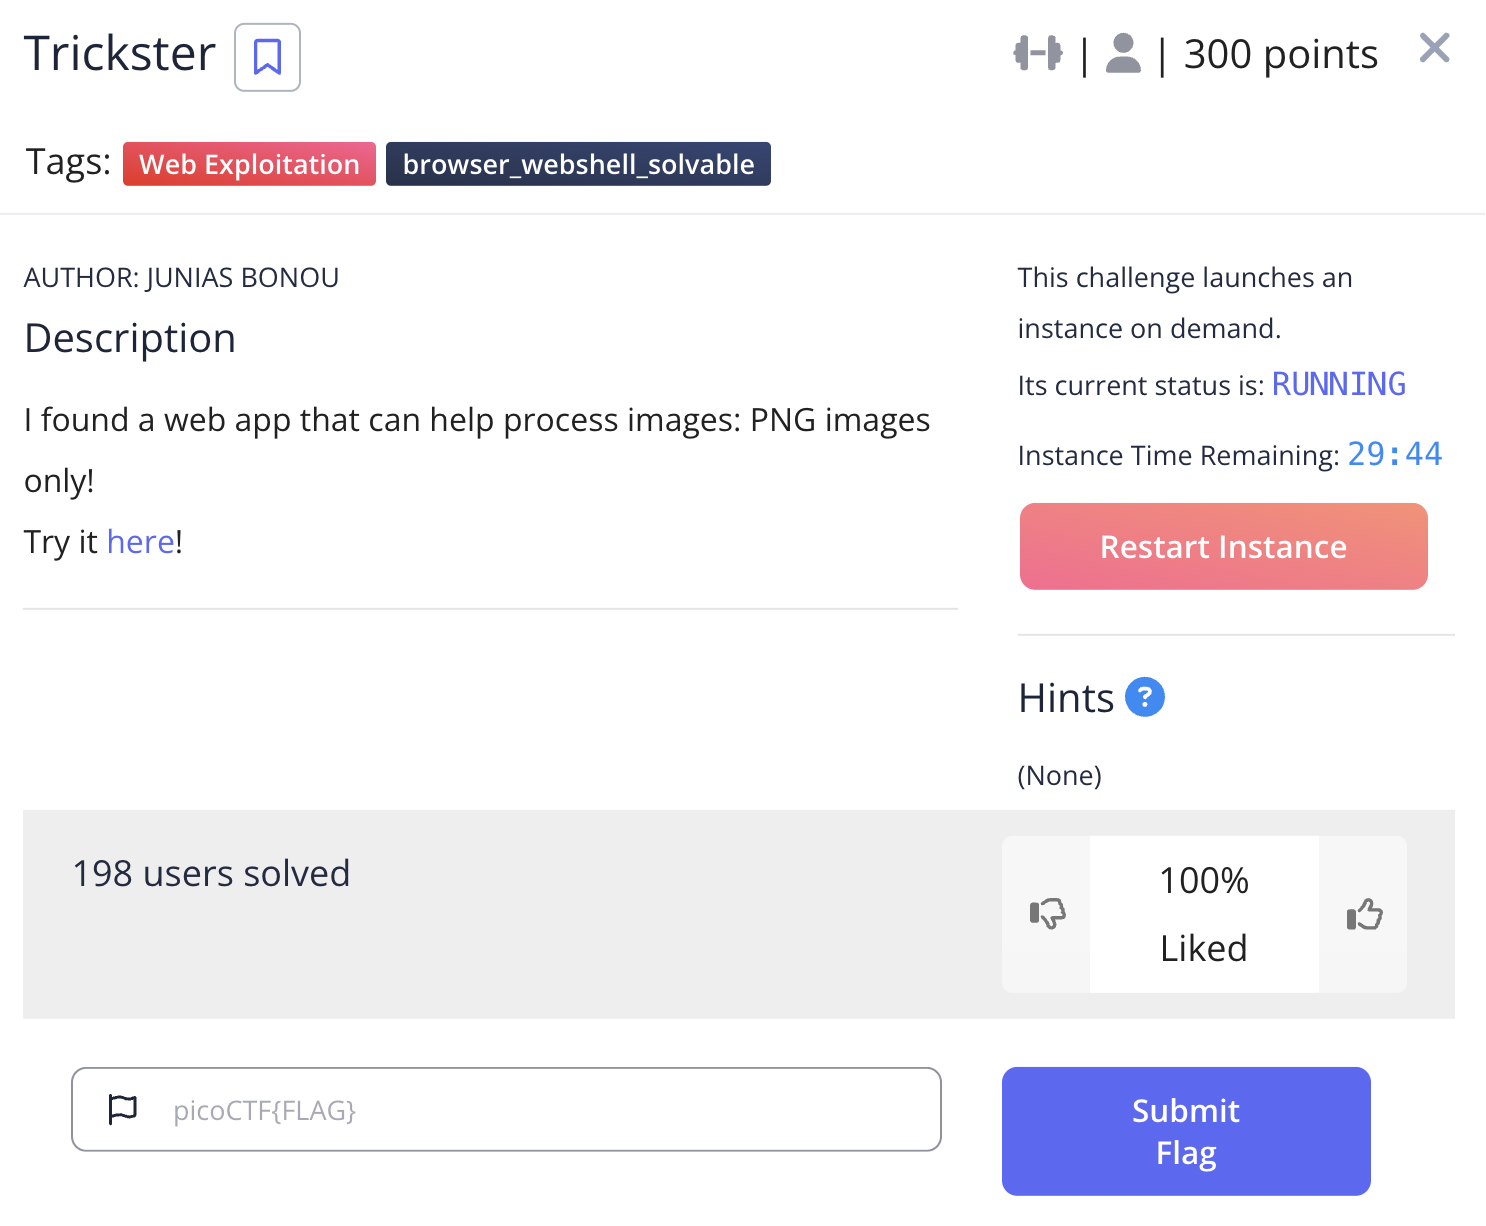 Trickster
| | 300 points
Tags: Web Exploitation browser_webshell_solvable
AUTHOR: JUNIAS BONOU
Description
I found a web app that can help process images: PNG images
only!
Try it here!
This challenge launches an
instance on demand.
Its current status is: RUNNING
Instance Time Remaining: 29:44
Restart Instance
Hints ?
(None)
198 users solved
100%
Liked
picoCTF{FLAG}
Submit
Flag